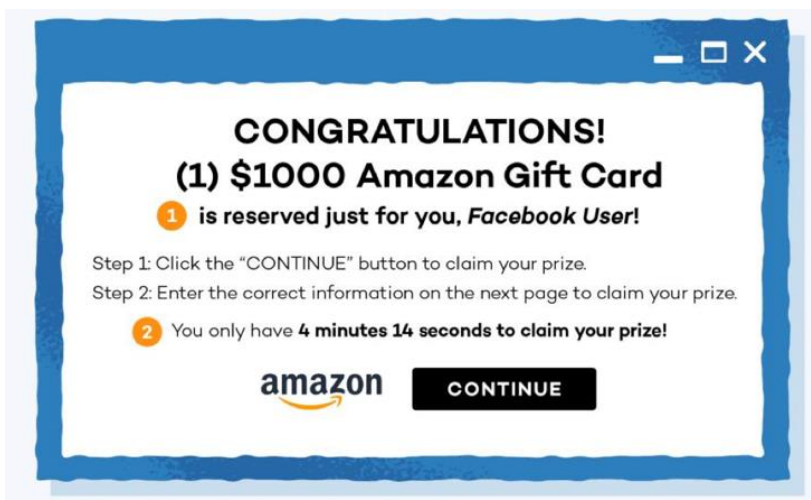 CONGRATULATIONS!
(1) $1000 Amazon Gift Card
1 is reserved just for you, Facebook User!
Step 1: Click the “CONTINUE” button to claim your prize.
Step 2: Enter the correct information on the next page to claim your prize.
2 You only have 4 minutes 14 seconds to claim your prize!
amazon CONTINUE